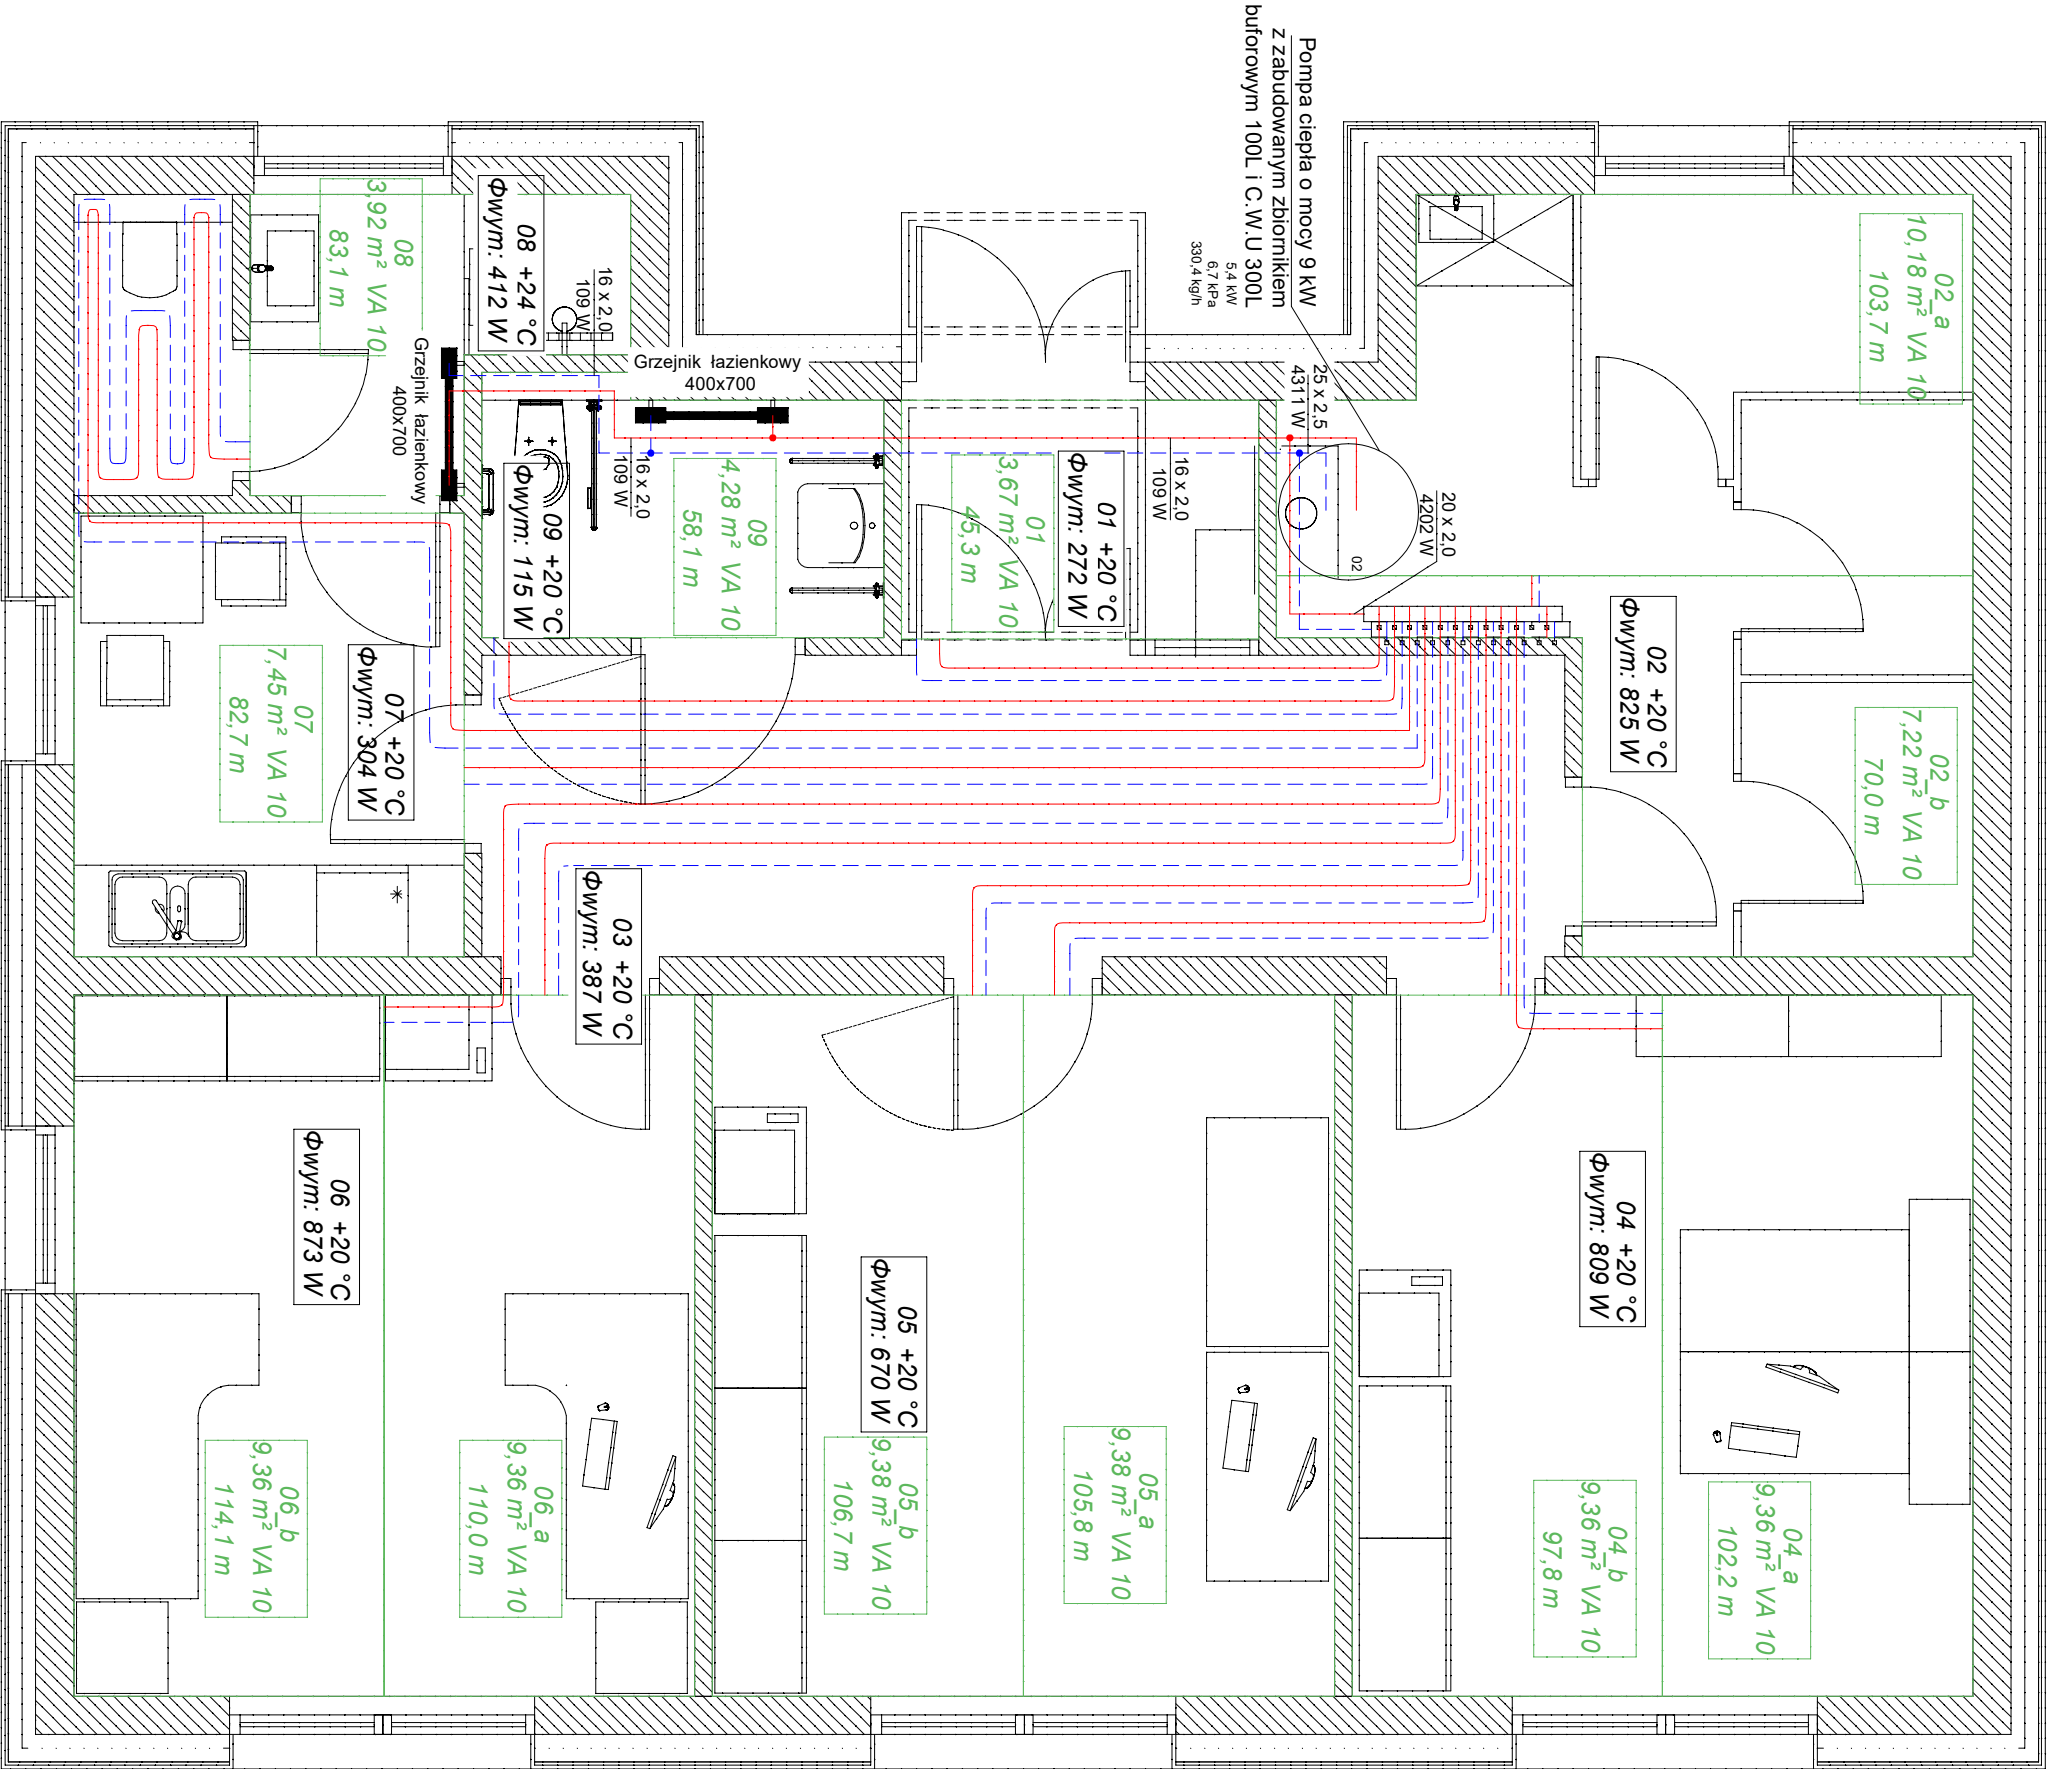 Pompa ciepła o mocy 9 kW
z zabudowanym zbiornikiem
buforowym 100L i C.W.U 300L
5,4 kW
6,7 kPa
330,4 kg/h
25 x 2,5
4311 W
20 x 2,0
4202 W
02
02_a
10,18 m² VA 10
103,7 m
02_b
7,22 m² VA 10
70,0 m
02 +20 °C
Φwym: 825 W
01 +20 °C
Φwym: 272 W
01
3,67 m² VA 10
45,3 m
16 x 2,0
109 W
09
4,28 m² VA 10
58,1 m
16 x 2,0
109 W
09 +20 °C
Φwym: 115 W
Grzejnik łazienkowy
400x700
16 x 2,0
109 W
08 +24 °C
Φwym: 412 W
08
3,92 m² VA 10
83,1 m
Grzejnik łazienkowy
400x700
07 +20 °C
Φwym: 304 W
07
7,45 m² VA 10
82,7 m
03 +20 °C
Φwym: 387 W
04 +20 °C
Φwym: 809 W
04_a
9,36 m² VA 10
102,2 m
04_b
9,36 m² VA 10
97,8 m
05 +20 °C
Φwym: 670 W
05_a
9,38 m² VA 10
105,8 m
05_b
9,38 m² VA 10
106,7 m
06 +20 °C
Φwym: 873 W
06_a
9,36 m² VA 10
110,0 m
06_b
9,36 m² VA 10
114,1 m